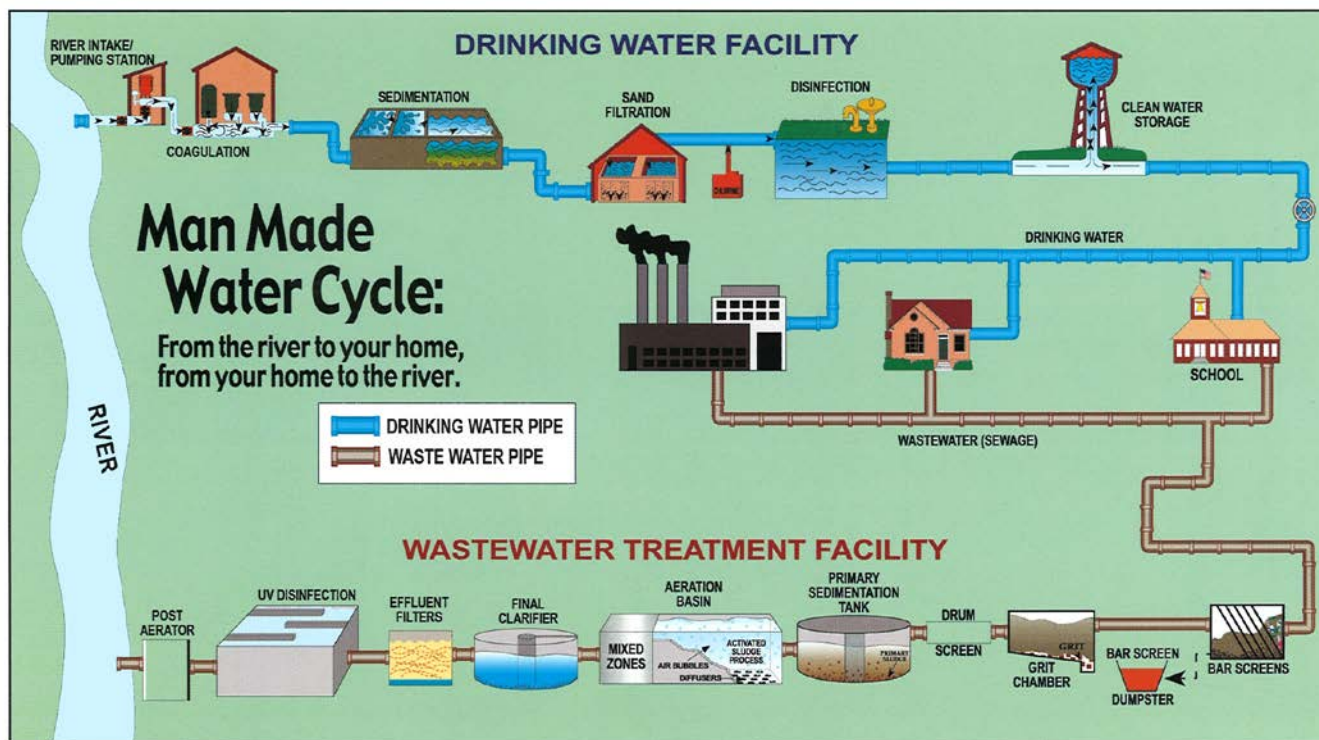 DRINKING WATER FACILITY
RIVER INTAKE/
PUMPING STATION
COAGULATION
SEDIMENTATION
SAND
FILTRATION
CHLORINE
DISINFECTION
CLEAN WATER
STORAGE
Man Made
Water Cycle:
From the river to your home,
from your home to the river.
DRINKING WATER
SCHOOL
DRINKING WATER PIPE
WASTE WATER PIPE
WASTEWATER (SEWAGE)
RIVER
WASTEWATER TREATMENT FACILITY
POST
AERATOR
UV DISINFECTION
EFFLUENT
FILTERS
FINAL
CLARIFIER
AERATION
BASIN
MIXED
ZONES
ACTIVATED
SLUDGE
PROCESS
AIR BUBBLES
DIFFUSERS
PRIMARY
SEDIMENTATION
TANK
PRIMARY
SLUDGE
DRUM
SCREEN
GRIT
GRIT
CHAMBER
BAR SCREEN
DUMPSTER
BAR SCREENS